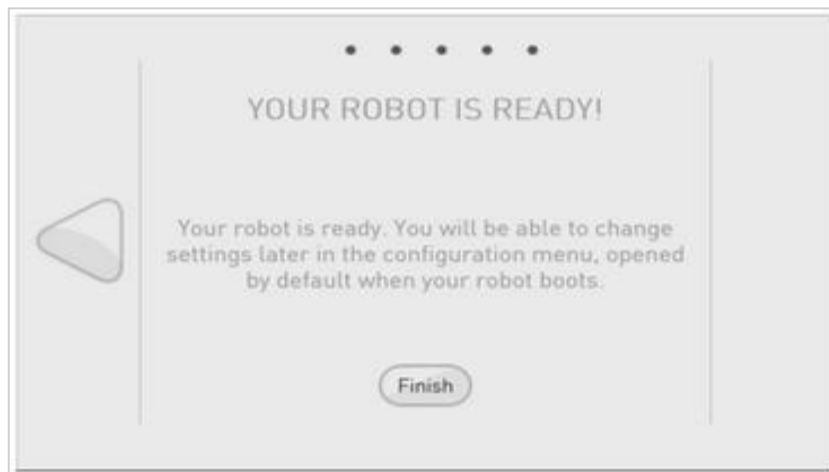 YOUR ROBOT IS READY!
Your robot is ready. You will be able to change
settings later in the configuration menu, opened
by default when your robot boots.
Finish